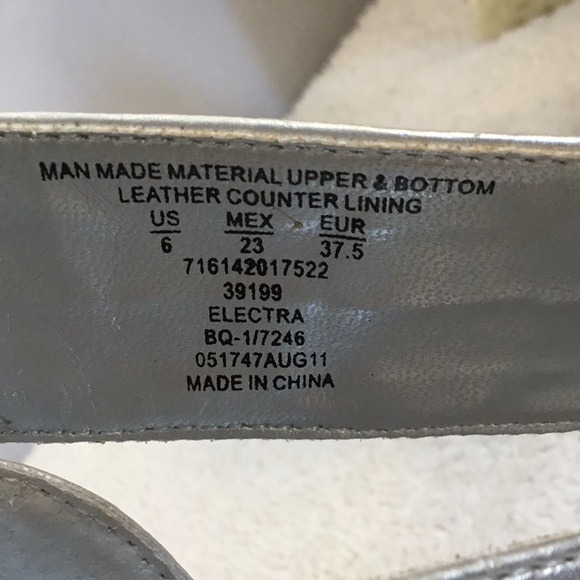 MAN MADE MATERIAL UPPER & BOTTOM
LEATHER COUNTER LINING
US MEX EUR
6 23 37.5
716142017522
39199
ELECTRA
BQ-1/7246
051747AUG11
MADE IN CHINA